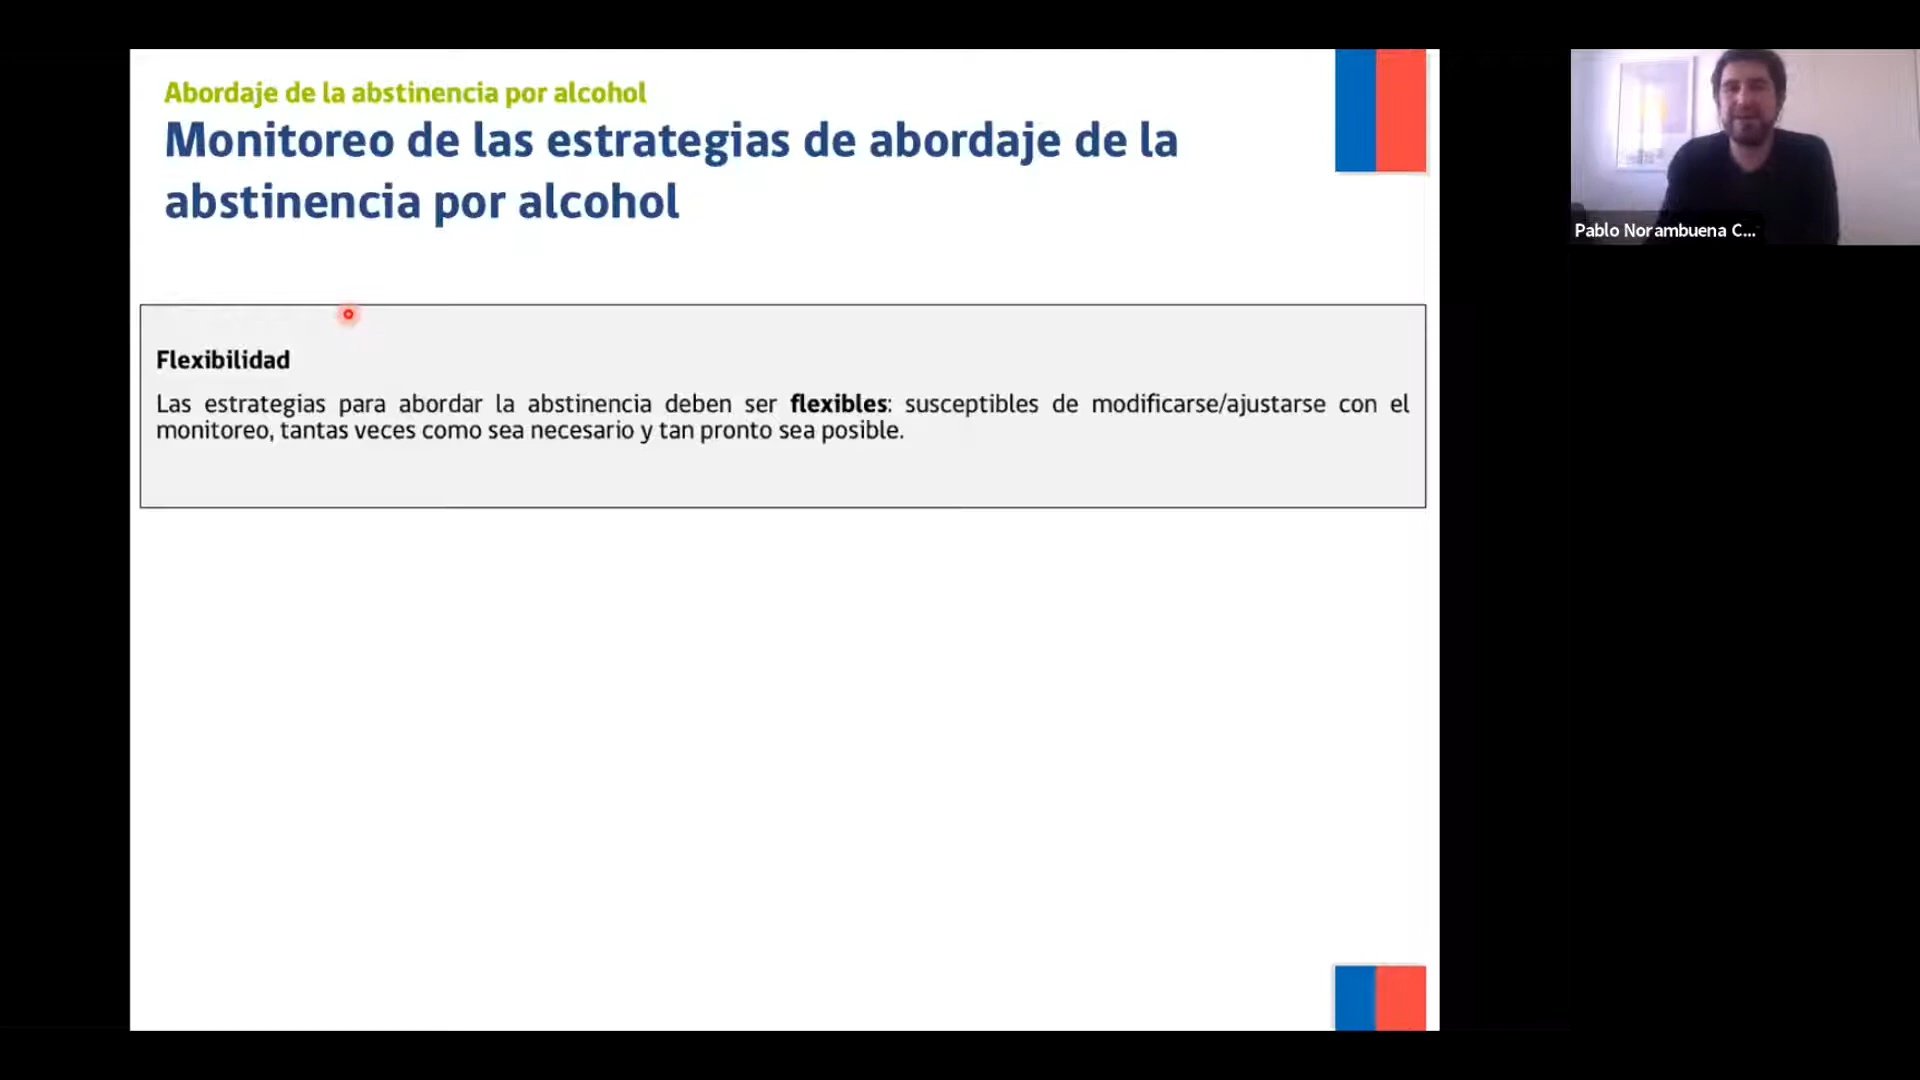 Abordaje de la abstinencia por alcohol
Monitoreo de las estrategias de abordaje de la
abstinencia por alcohol
Pablo Norambuena C...
Flexibilidad
Las estrategias para abordar la abstinencia deben ser flexibles: susceptibles de modificarse/ajustarse con el
monitoreo, tantas veces como sea necesario y tan pronto sea posible.